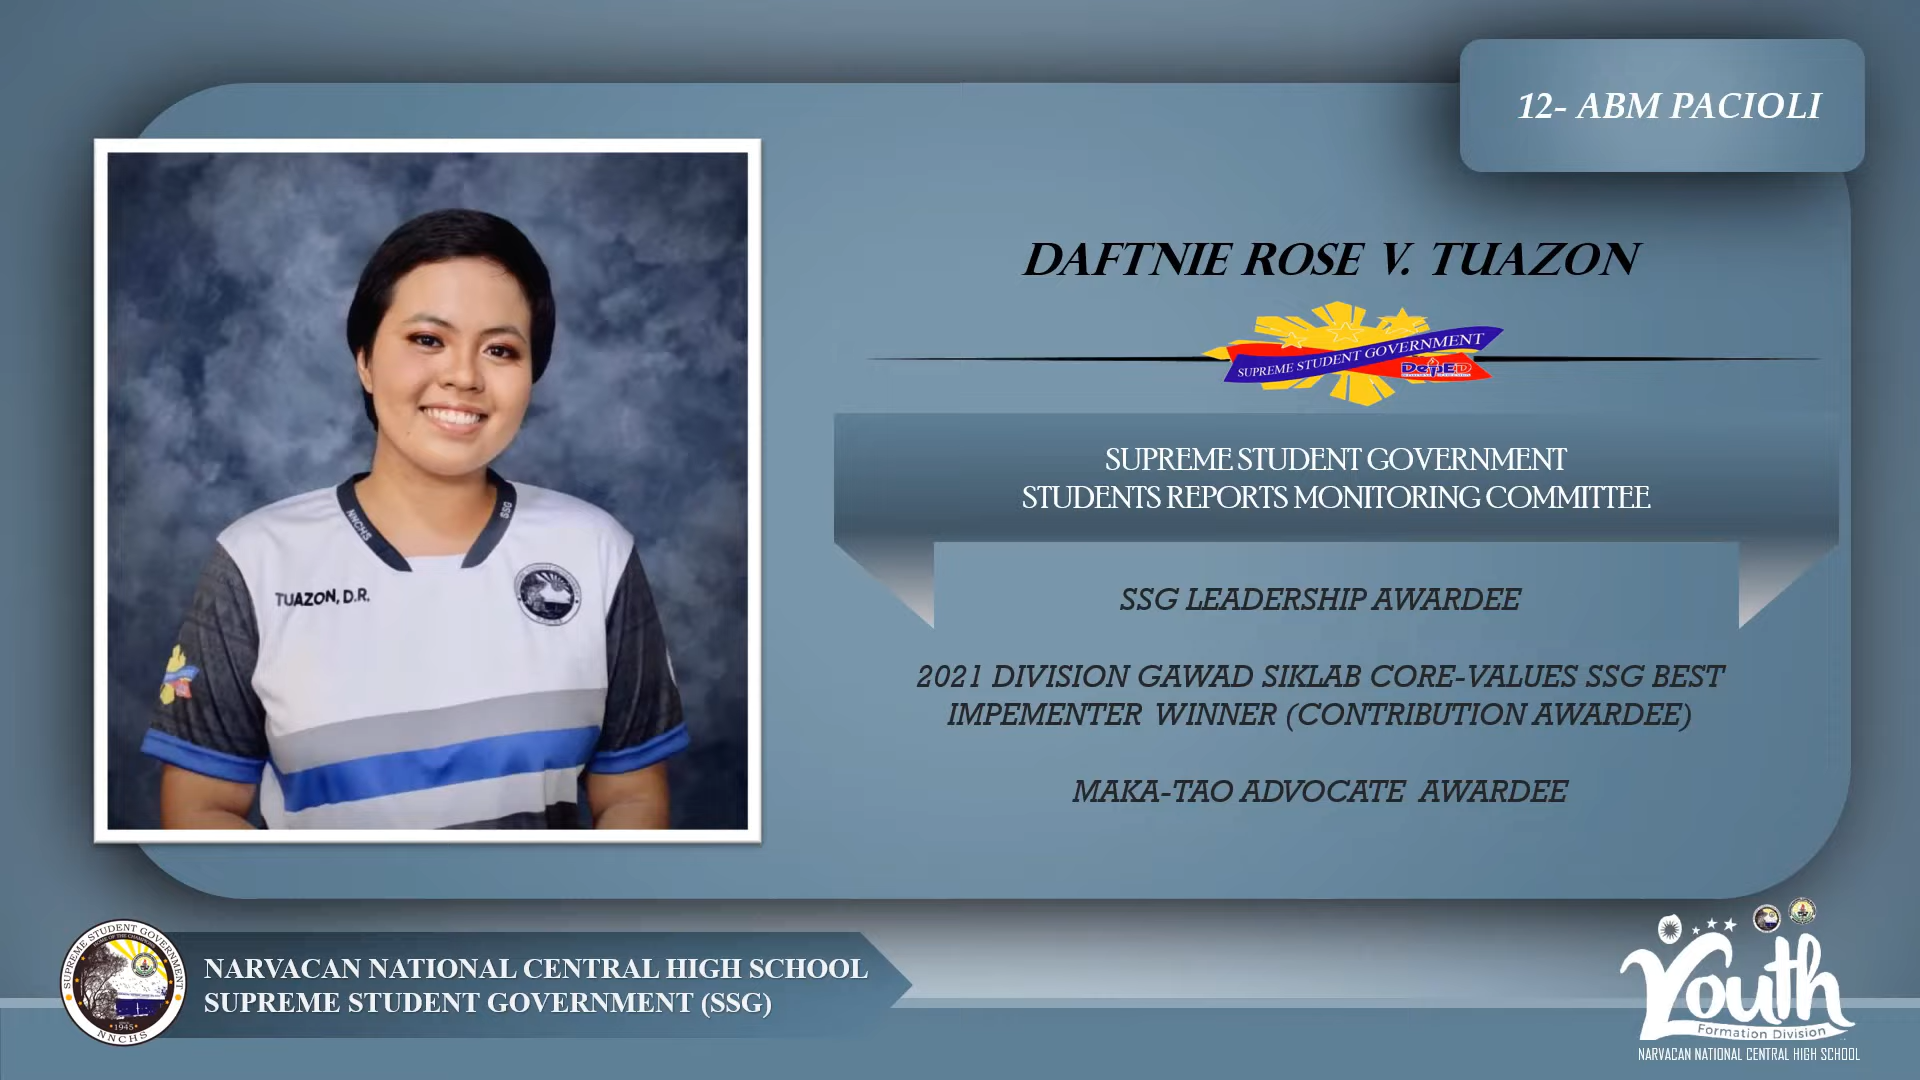 12- ABM PACIOLI
DAFTNIE ROSE V. TUAZON
SUPREME STUDENT GOVERNMENT
DepED
SUPREME STUDENT GOVERNMENT
STUDENTS REPORTS MONITORING COMMITTEE
SSG LEADERSHIP AWARDEE
2021 DIVISION GAWAD SIKLAB CORE-VALUES SSG BEST
IMPEMENTER WINNER (CONTRIBUTION AWARDEE)
MAKA-TAO ADVOCATE AWARDEE
NNCHS
SSG
TUAZON, D.R.
SUPREME STUDENT GOVERNMENT
1945
NNCHS
NARVACAN NATIONAL CENTRAL HIGH SCHOOL
SUPREME STUDENT GOVERNMENT (SSG)
Youth
Formation Division
NARVACAN NATIONAL CENTRAL HIGH SCHOOL